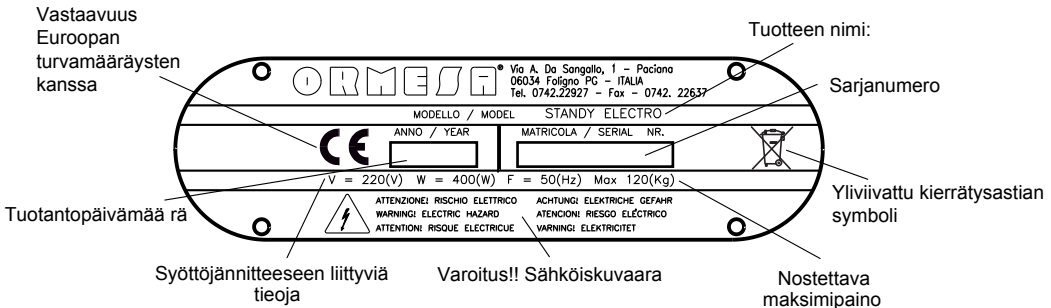 Vastaavuus
Euroopan
turvamääräysten
kanssa
Tuotteen nimi:
ORMESA®
Via A. Da Sangallo, 1 - Paciana
06034 Foligno PG - ITALIA
Tel. 0742.22927 - Fax - 0742. 22637
Sarjanumero
MODELLO / MODEL STANDY ELECTRO
CE
ANNO / YEAR
MATRICOLA / SERIAL NR.
V = 220(V) W = 400(W) F = 50(Hz) Max 120(Kg)
Yliviivattu kierrätysastian
symboli
Tuotantopäivämää rä
ATTENZIONE! RISCHIO ELETTRICO
WARNING! ELECTRIC HAZARD
ATTENTION! RISQUE ELECTRICUE
ACHTUNG! ELEKTRICHE GEFAHR
ATENCION! RIESGO ELÉCTRICO
VARNING! ELEKTRICITET
Syöttöjännitteeseen liittyviä
tieoja
Varoitus!! Sähköiskuvaara
Nostettava
maksimipaino